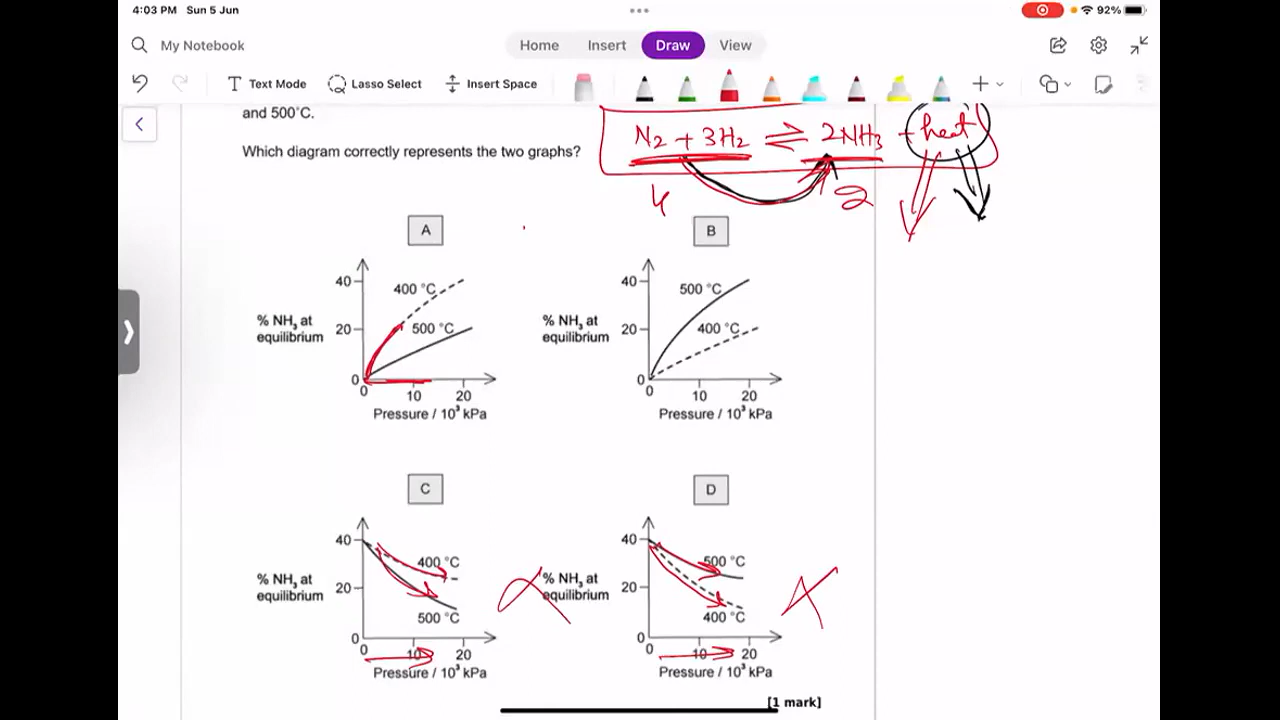 4:03 PM Sun 5 Jun
92%
My Notebook
Home Insert Draw View
Text Mode Lasso Select Insert Space
and 500°C.
N2 + 3H2 ⇌ 2NH3 + heat
Which diagram correctly represents the two graphs?
4 2
A
40
20
0
% NH3 at
equilibrium
400 °C
500 °C
0 10 20
Pressure / 10³ kPa
B
40
20
0
% NH3 at
equilibrium
500 °C
400 °C
0 10 20
Pressure / 10³ kPa
C
40
20
0
% NH3 at
equilibrium
400 °C
500 °C
0 10 20
Pressure / 10³ kPa
D
40
20
0
% NH3 at
equilibrium
500 °C
400 °C
0 10 20
Pressure / 10³ kPa
[1 mark]